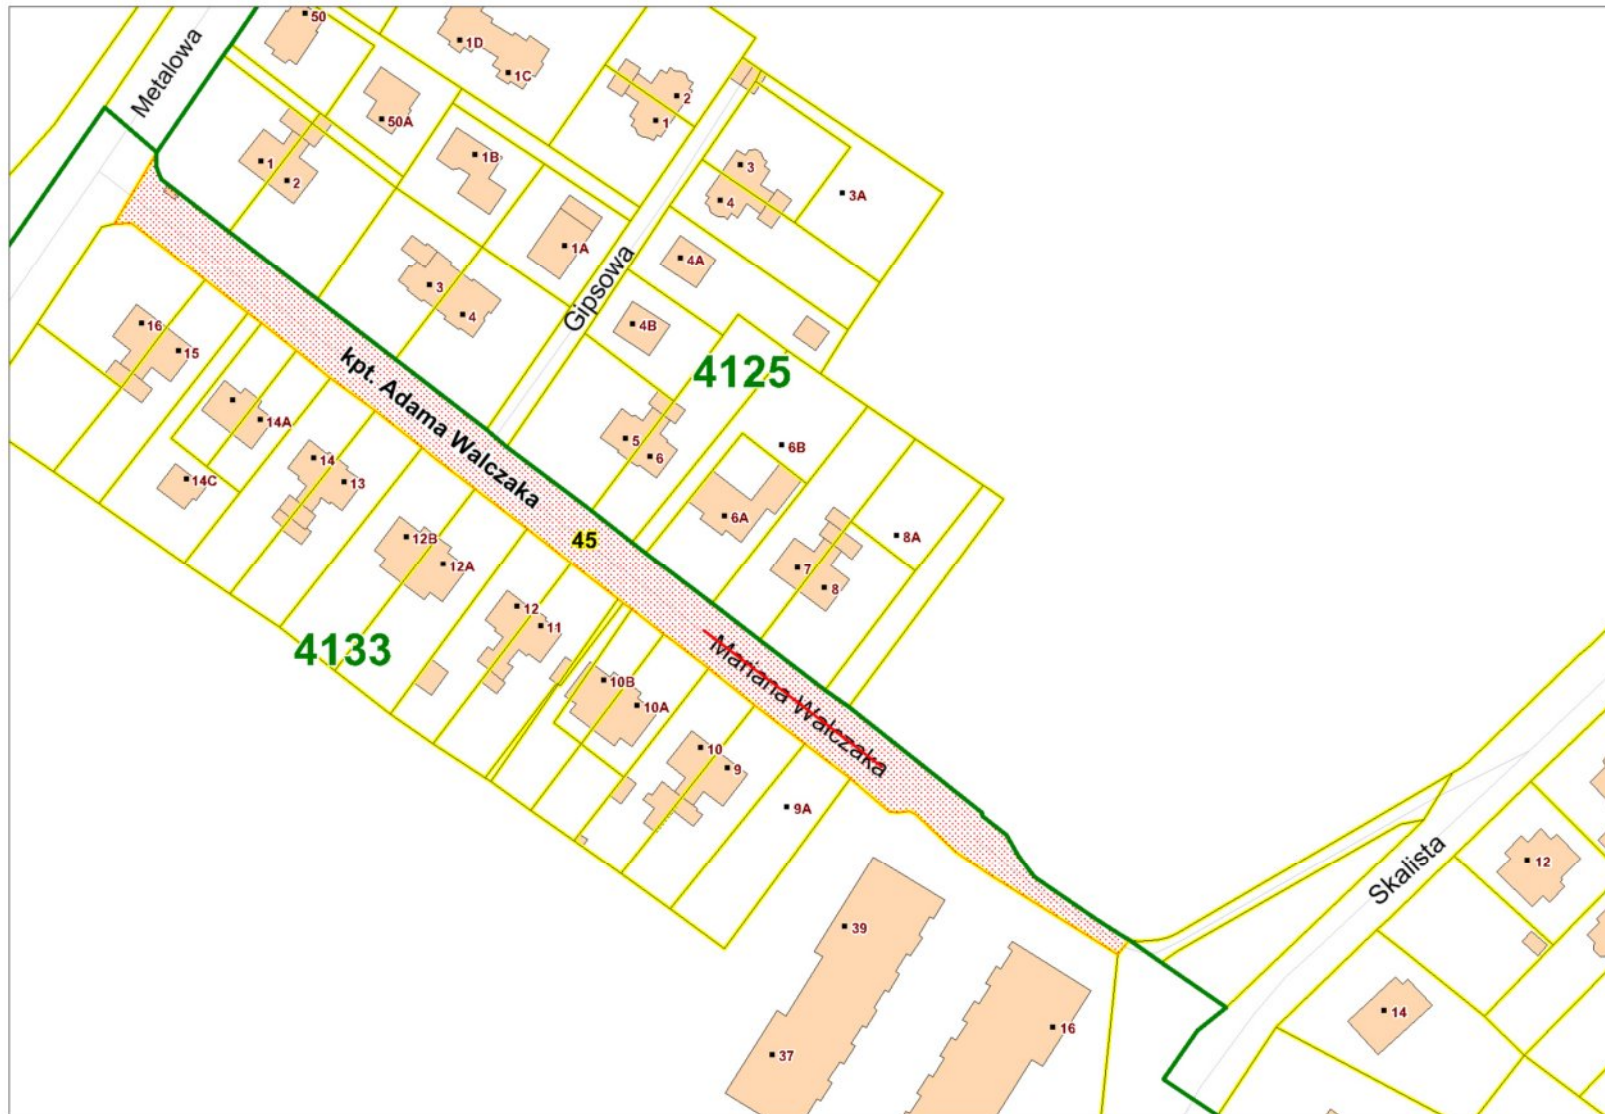 50
1D
1C
Metalowa
2
1
50A
1B
1
2
3
4
3A
1A
4A
Gipsowa
3
4
4B
16
15
kpt. Adama Walczaka
4125
14A
5
6
6B
14
13
14C
6A
12B
12A
45
8A
7
8
12
11
4133
Mariana Walczaka
10B
10A
10
9
9A
Skalista
12
39
14
16
37